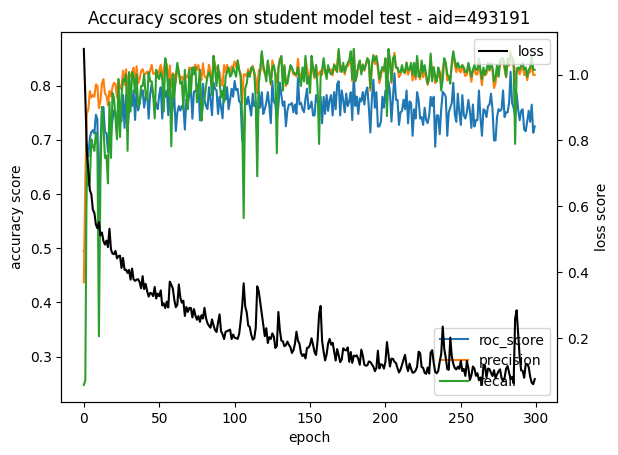 Accuracy scores on student model test - aid=493191
loss
accuracy score
0.8
0.7
0.6
0.5
0.4
0.3
1.0
0.8
0.6
0.4
0.2
loss score
roc_score
precision
recall
0 50 100 150 200 250 300
epoch